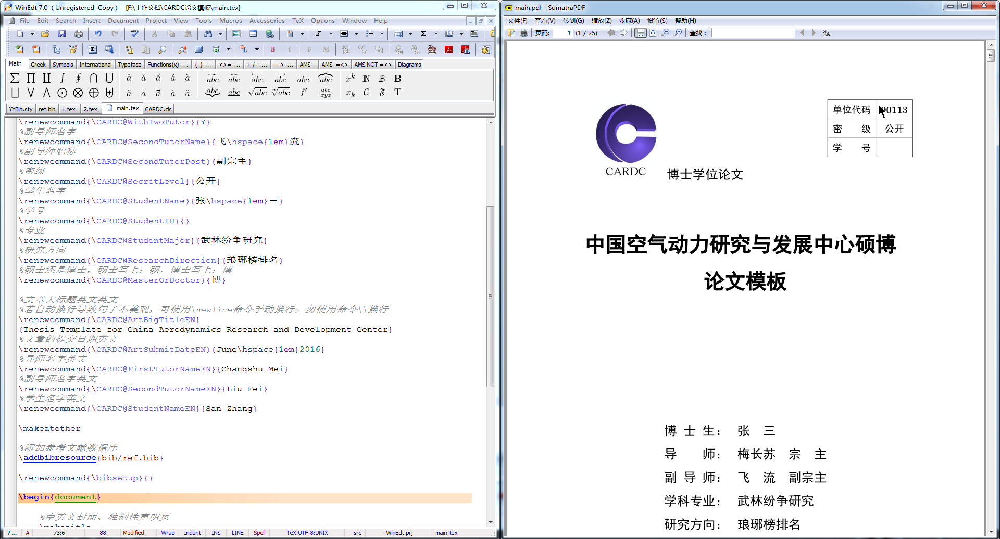 WinEdt 7.0 ( Unregistered Copy ) - [F:\工作文档\CARDC论文模板\main.tex]
File Edit Search Insert Document Project View Tools Macros Accessories TeX Options Window Help
Math Greek Symbols International Typeface Functions(x) ... { } ... <>= ... + / - ... ---> ... AMS AMS =<> AMS NOT =<> Diagrams
YYBib.sty ref.bib 1.tex 2.tex main.tex CARDC.cls
\renewcommand{\CARDC@WithTwoTutor}{Y}
%副导师名字
\renewcommand{\CARDC@SecondTutorName}{飞\hspace{1em}流}
%副导师职称
\renewcommand{\CARDC@SecondTutorPost}{副宗主}
%密级
\renewcommand{\CARDC@SecretLevel}{公开}
%学生名字
\renewcommand{\CARDC@StudentName}{张\hspace{1em}三}
%学号
\renewcommand{\CARDC@StudentID}{}
%专业
\renewcommand{\CARDC@StudentMajor}{武林纷争研究}
%研究方向
\renewcommand{\CARDC@ResearchDirection}{琅琊榜排名}
%硕士还是博士，硕士写上：硕，博士写上：博
\renewcommand{\CARDC@MasterOrDoctor}{博}
%文章大标题英文英文
%若自动换行导致句子不美观，可使用\newline命令手动换行，勿使用命令\\换行
\renewcommand{\CARDC@ArtBigTitleEN}
{Thesis Template for China Aerodynamics Research and Development Center}
%文章的提交日期英文
\renewcommand{\CARDC@ArtSubmitDateEN}{June\hspace{1em}2016}
%导师名字英文
\renewcommand{\CARDC@FirstTutorNameEN}{Changshu Mei}
%副导师名字英文
\renewcommand{\CARDC@SecondTutorNameEN}{Liu Fei}
%学生名字英文
\renewcommand{\CARDC@StudentNameEN}{San Zhang}
\makeatother
%添加参考文献数据库
\addbibresource{bib/ref.bib}
\renewcommand{\bibsetup}{}
\begin{document}
%中英文封面、独创性声明页
? ... A 73:6 88 Modified Wrap Indent INS LINE Spell TeX:UTF-8:UNIX --src WinEdt.prj main.tex
main.pdf - SumatraPDF
文件(F) 查看(V) 转到(G) 缩放(Z) 收藏(A) 设置(S) 帮助(H)
页码: 1 (1 / 25) 查找：
单位代码 0113
密 级 公开
学 号
CARDC 博士学位论文
中国空气动力研究与发展中心硕博
论文模板
博 士 生： 张 三
导 师： 梅长苏 宗 主
副 导 师： 飞 流 副宗主
学科专业： 武林纷争研究
研究方向： 琅琊榜排名